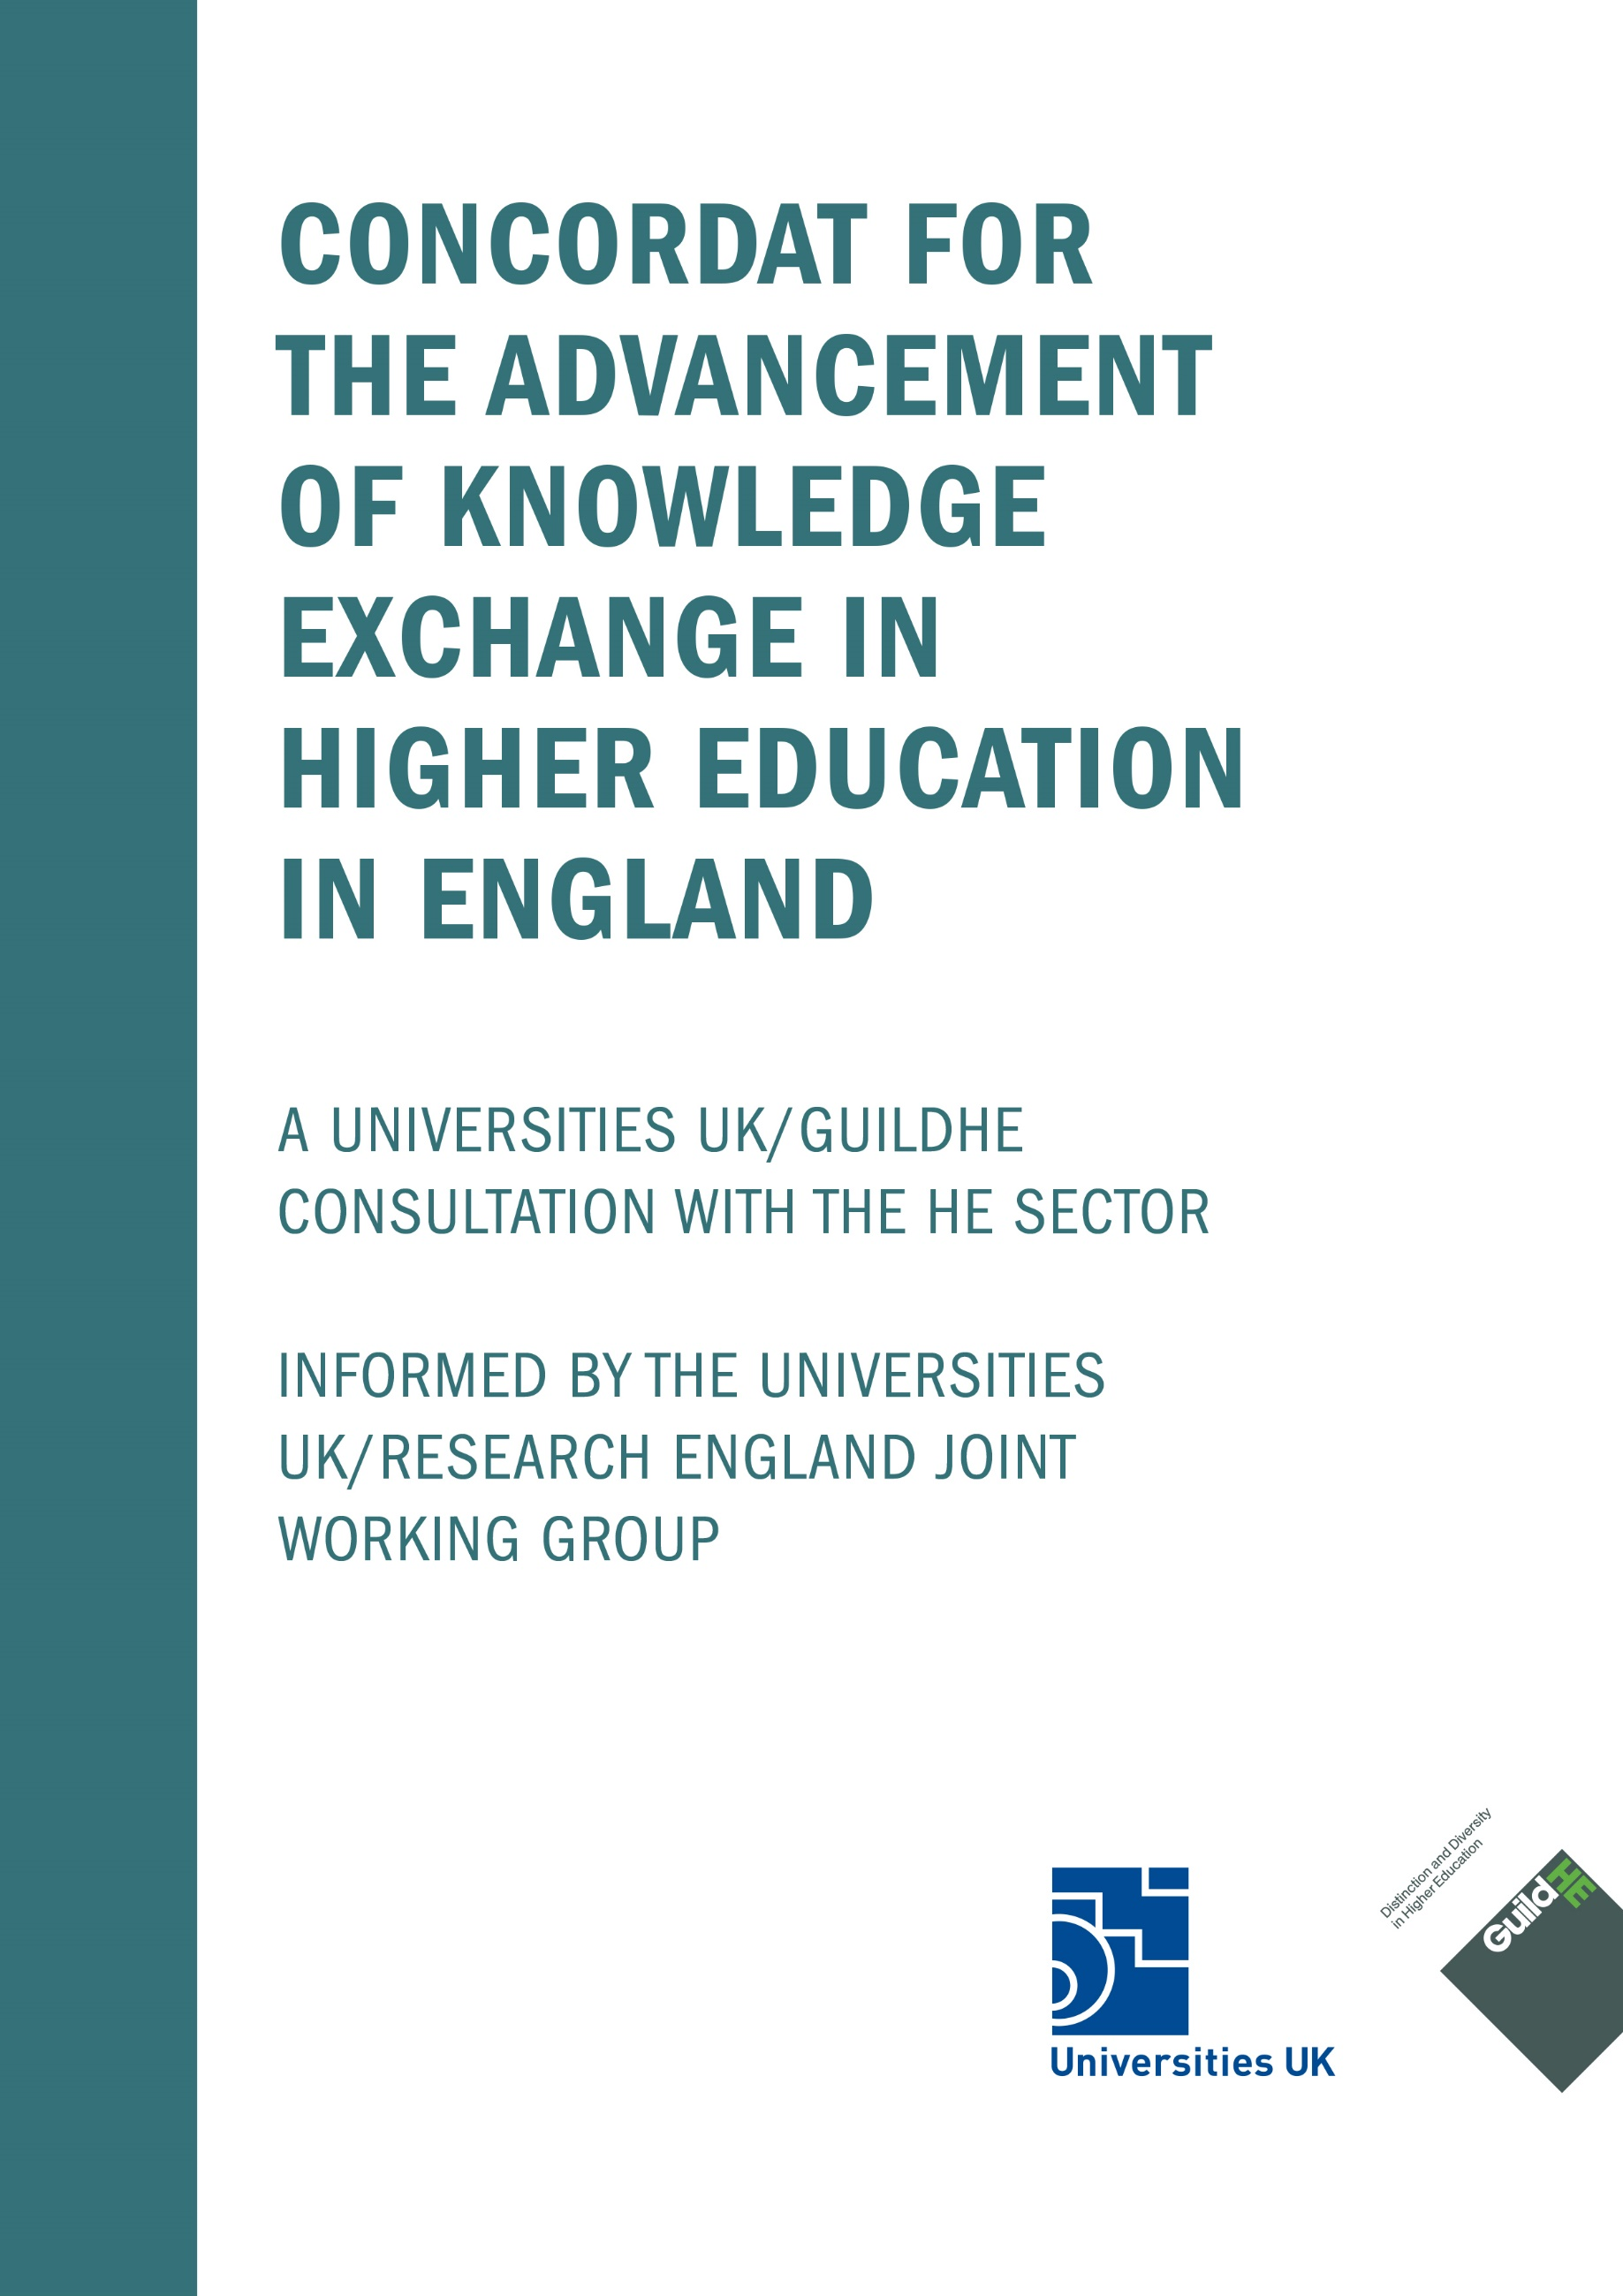 CONCORDAT FOR
THE ADVANCEMENT
OF KNOWLEDGE
EXCHANGE IN
HIGHER EDUCATION
IN ENGLAND
A UNIVERSITIES UK/GUILDHE
CONSULTATION WITH THE HE SECTOR
INFORMED BY THE UNIVERSITIES
UK/RESEARCH ENGLAND JOINT
WORKING GROUP
Universities UK
Distinction and Diversity
in Higher Education
GuildHE